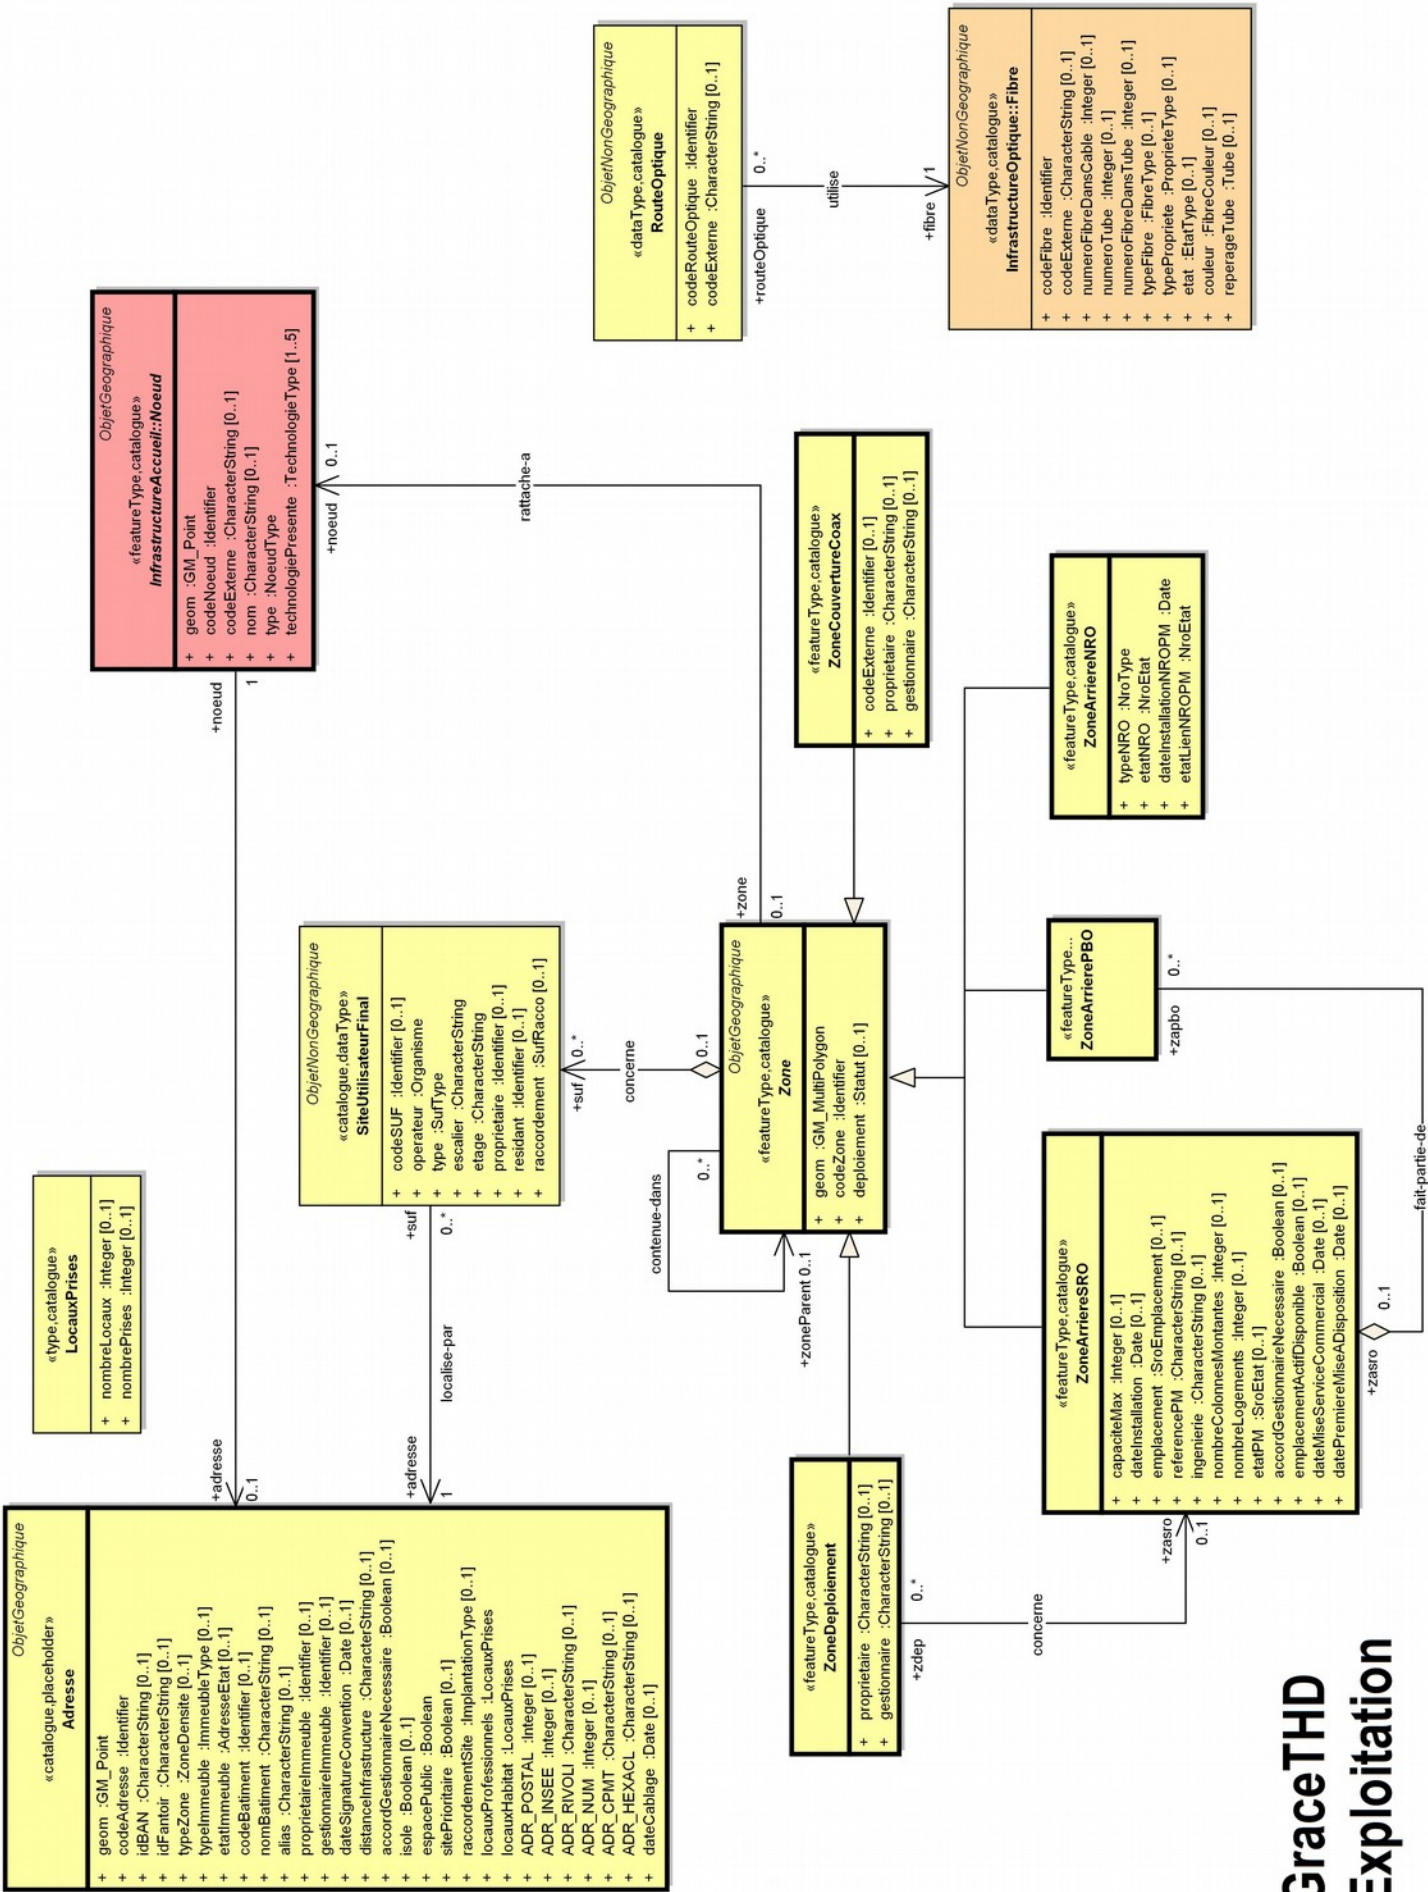 ObjetGeographique
«catalogue,placeholder»
Adresse
+ geom :GM_Point
+ codeAdresse :Identifier
+ idBAN :CharacterString [0..1]
+ idFantoir :CharacterString [0..1]
+ typeZone :ZoneDensite [0..1]
+ typeImmeuble :ImmeubleType [0..1]
+ etatImmeuble :AdresseEtat [0..1]
+ codeBatiment :Identifier [0..1]
+ nomBatiment :CharacterString [0..1]
+ alias :CharacterString [0..1]
+ proprietaireImmeuble :Identifier [0..1]
+ gestionnaireImmeuble :Identifier [0..1]
+ dateSignatureConvention :Date [0..1]
+ distanceInfrastructure :CharacterString [0..1]
+ accordGestionnaireNecessaire :Boolean [0..1]
+ isole :Boolean [0..1]
+ espacePublic :Boolean
+ sitePrioritaire :Boolean [0..1]
+ raccordementSite :ImplantationType [0..1]
+ locauxProfessionnels :LocauxPrises
+ locauxHabitat :LocauxPrises
+ ADR_POSTAL :Integer [0..1]
+ ADR_INSEE :Integer [0..1]
+ ADR_RIVOLI :CharacterString [0..1]
+ ADR_NUM :Integer [0..1]
+ ADR_CPMT :CharacterString [0..1]
+ ADR_HEXACL :CharacterString [0..1]
+ dateCablage :Date [0..1]
«type,catalogue»
LocauxPrises
+ nombreLocaux :Integer [0..1]
+ nombrePrises :Integer [0..1]
ObjetGeographique
«featureType,catalogue»
InfrastructureAccueil::Noeud
+ geom :GM_Point
+ codeNoeud :Identifier
+ codeExterne :CharacterString [0..1]
+ nom :CharacterString [0..1]
+ type :NoeudType
+ technologiePresente :TechnologieType [1..5]
+adresse
0..1
+noeud
1
ObjetNonGeographique
«catalogue,dataType»
SiteUtilisateurFinal
+ codeSUF :Identifier [0..1]
+ operateur :Organisme
+ type :SufType
+ escalier :CharacterString
+ etage :CharacterString
+ proprietaire :Identifier [0..1]
+ residant :Identifier [0..1]
+ raccordement :SufRacco [0..1]
+adresse
1
localise-par
+suf
0..*
+suf
0..*
concerne
0..1
+noeud
0..1
rattache-a
+zone
0..1
ObjetGeographique
«featureType,catalogue»
Zone
+ geom :GM_MultiPolygon
+ codeZone :Identifier
+ deploiement :Statut [0..1]
contenue-dans
0..*
+zoneParent 0..1
ObjetNonGeographique
«dataType,catalogue»
RouteOptique
+ codeRouteOptique :Identifier
+ codeExterne :CharacterString [0..1]
+routeOptique
0..*
utilise
+fibre
1
ObjetNonGeographique
«dataType,catalogue»
InfrastructureOptique::Fibre
+ codeFibre :Identifier
+ codeExterne :CharacterString [0..1]
+ numeroFibreDansCable :Integer [0..1]
+ numeroTube :Integer [0..1]
+ numeroFibreDansTube :Integer [0..1]
+ typeFibre :FibreType [0..1]
+ typePropriete :ProprieteType [0..1]
+ etat :EtatType [0..1]
+ couleur :FibreCouleur [0..1]
+ reperageTube :Tube [0..1]
«featureType,catalogue»
ZoneCouvertureCoax
+ codeExterne :Identifier [0..1]
+ proprietaire :CharacterString [0..1]
+ gestionnaire :CharacterString [0..1]
«featureType,catalogue»
ZoneDeploiement
+ proprietaire :CharacterString [0..1]
+ gestionnaire :CharacterString [0..1]
+zdep
0..*
concerne
+zasro
0..1
«featureType,catalogue»
ZoneArriereSRO
+ capaciteMax :Integer [0..1]
+ dateInstallation :Date [0..1]
+ emplacement :SroEmplacement [0..1]
+ referencePM :CharacterString [0..1]
+ ingenierie :CharacterString [0..1]
+ nombreColonnesMontantes :Integer [0..1]
+ nombreLogements :Integer [0..1]
+ etatPM :SroEtat [0..1]
+ accordGestionnaireNecessaire :Boolean [0..1]
+ emplacementActifDisponible :Boolean [0..1]
+ dateMiseServiceCommercial :Date [0..1]
+ datePremiereMiseADisposition :Date [0..1]
«featureType...
ZoneArrierePBO
«featureType,catalogue»
ZoneArriereNRO
+ typeNRO :NroType
+ etatNRO :NroEtat
+ dateInstallationNROPM :Date
+ etatLienNROPM :NroEtat
+zapbo
0..*
+zasro
0..1
fait-partie-de
GraceTHD
Exploitation